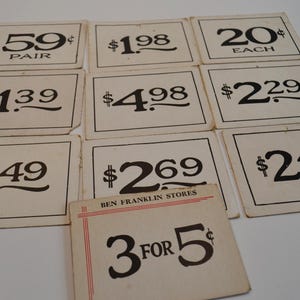 59¢
PAIR
$1.98
20¢
EACH
1.39
$4.98
$2.29
49
$2.69
$2
BEN FRANKLIN STORES
3 FOR 5¢